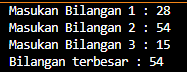 Masukan Bilangan 1 : 28
Masukan Bilangan 2 : 54
Masukan Bilangan 3 : 15
Bilangan terbesar : 54